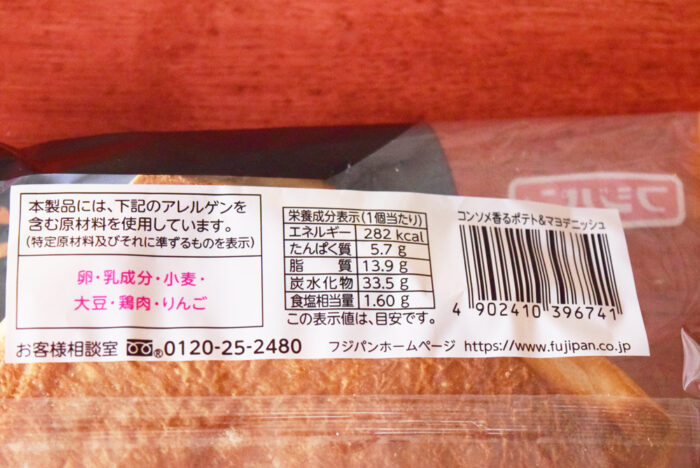 本製品には、下記のアレルゲンを
含む原材料を使用しています。
(特定原材料及びそれに準ずるものを表示)
卵・乳成分・小麦・
大豆・鶏肉・りんご
栄養成分表示(1個当たり)
エネルギー 282 kcal
たんぱく質 5.7 g
脂 質 13.9 g
炭水化物 33.5 g
食塩相当量 1.60 g
この表示値は、目安です。
コンソメ香るポテト&マヨデニッシュ
4 902410 396741
お客様相談室 ®0120-25-2480 フジパンホームページ https://www.fujipan.co.jp
フジパン